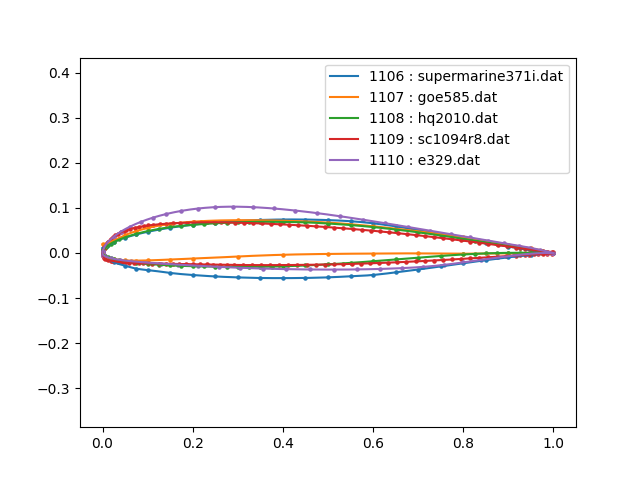 1106 : supermarine371i.dat
1107 : goe585.dat
1108 : hq2010.dat
1109 : sc1094r8.dat
1110 : e329.dat
0.4
0.3
0.2
0.1
0.0
−0.1
−0.2
−0.3
0.0 0.2 0.4 0.6 0.8 1.0